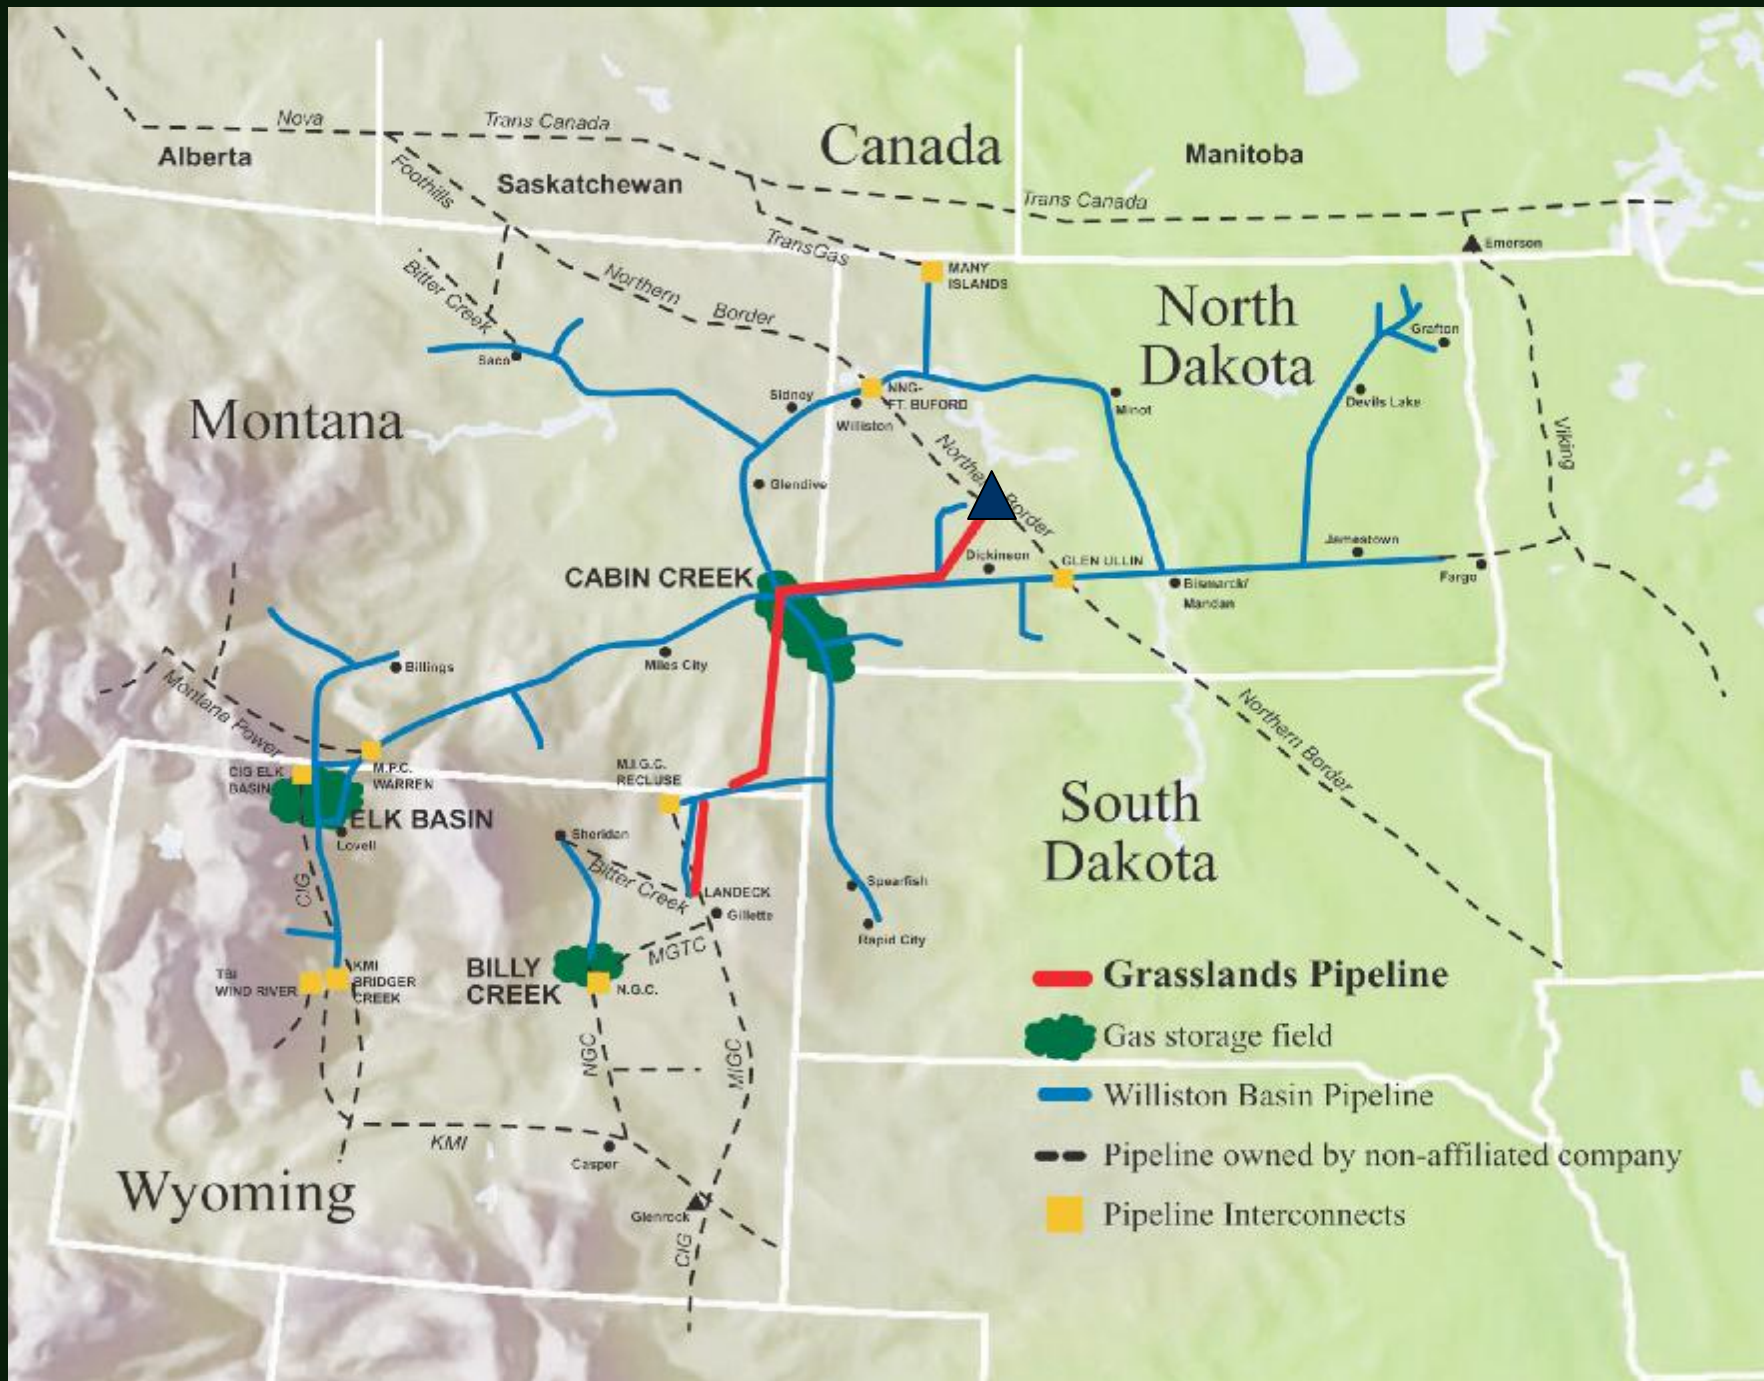 Nova
Trans Canada
Canada
Alberta
Foothills
Saskatchewan
Manitoba
Trans Canada
TransGas
Emerson
Bitter Creek
Northern
Border
MANY
ISLANDS
North
Dakota
Grafton
Saco
Montana
Sidney
NNG-
FT. BUFORD
Williston
Minot
Devils Lake
Viking
Northern Border
Glendive
CABIN CREEK
Dickinson
GLEN ULLIN
Jamestown
Fargo
Bismarck/
Mandan
Billings
Miles City
Montana Power
Northern Border
CIG ELK
BASIN
M.P.C.
WARREN
M.I.G.C.
RECLUSE
ELK BASIN
Lovell
South
Dakota
Sheridan
Bitter Creek
CIG
LANDECK
Gillette
Spearfish
Rapid City
MGTC
TBI
WIND RIVER
KMI
BRIDGER
CREEK
BILLY
CREEK
N.G.C.
NGC
MIGC
KMI
Casper
Wyoming
Glenrock
CIG
Grasslands Pipeline
Gas storage field
Williston Basin Pipeline
Pipeline owned by non-affiliated company
Pipeline Interconnects